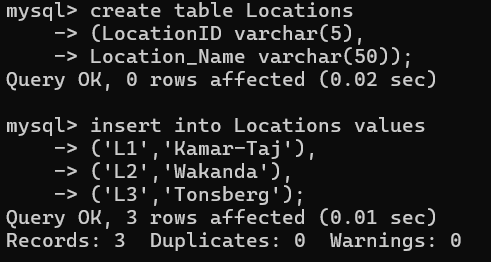 mysql> create table Locations
    -> (LocationID varchar(5),
    -> Location_Name varchar(50));
Query OK, 0 rows affected (0.02 sec)

mysql> insert into Locations values
    -> ('L1','Kamar-Taj'),
    -> ('L2','Wakanda'),
    -> ('L3','Tonsberg');
Query OK, 3 rows affected (0.01 sec)
Records: 3  Duplicates: 0  Warnings: 0